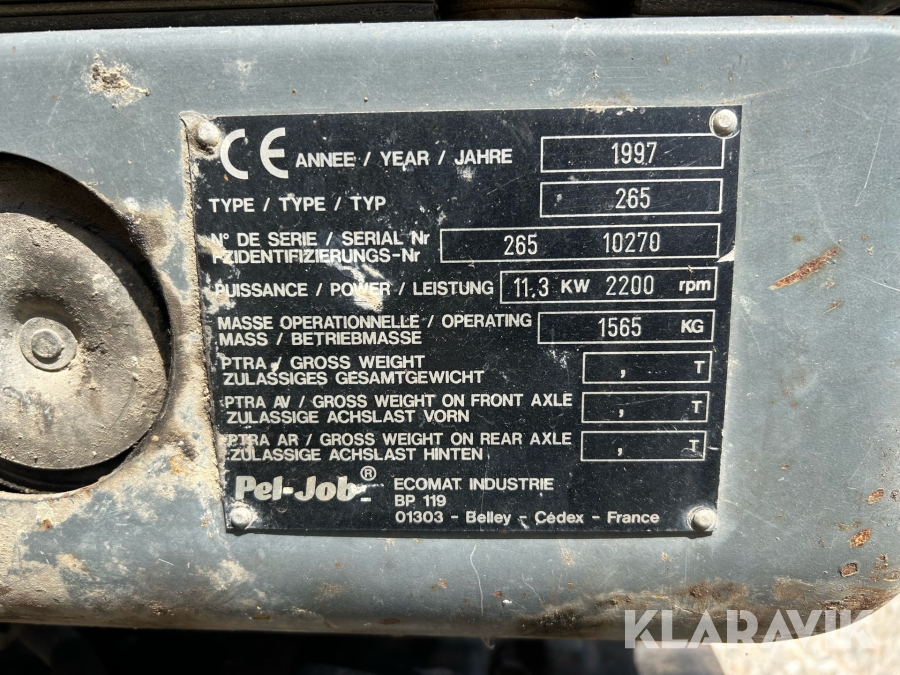 CE ANNEE / YEAR / JAHRE 1997
TYPE / TYPE / TYP 265
N° DE SERIE / SERIAL Nr 265 10270
FZIDENTIFIZIERUNGS-Nr
PUISSANCE / POWER / LEISTUNG 11.3 KW 2200 rpm
MASSE OPERATIONNELLE / OPERATING 1565 KG
MASS / BETRIEBMASSE
PTRA / GROSS WEIGHT , T
ZULASSIGES GESAMTGEWICHT
PTRA AV / GROSS WEIGHT ON FRONT AXLE , T
ZULASSIGE ACHSLAST VORN
PTRA AR / GROSS WEIGHT ON REAR AXLE , T
ZULASSIGE ACHSLAST HINTEN
Pel-Job® ECOMAT INDUSTRIE
BP 119
01303 - Belley - Cédex - France
KLARAVIK